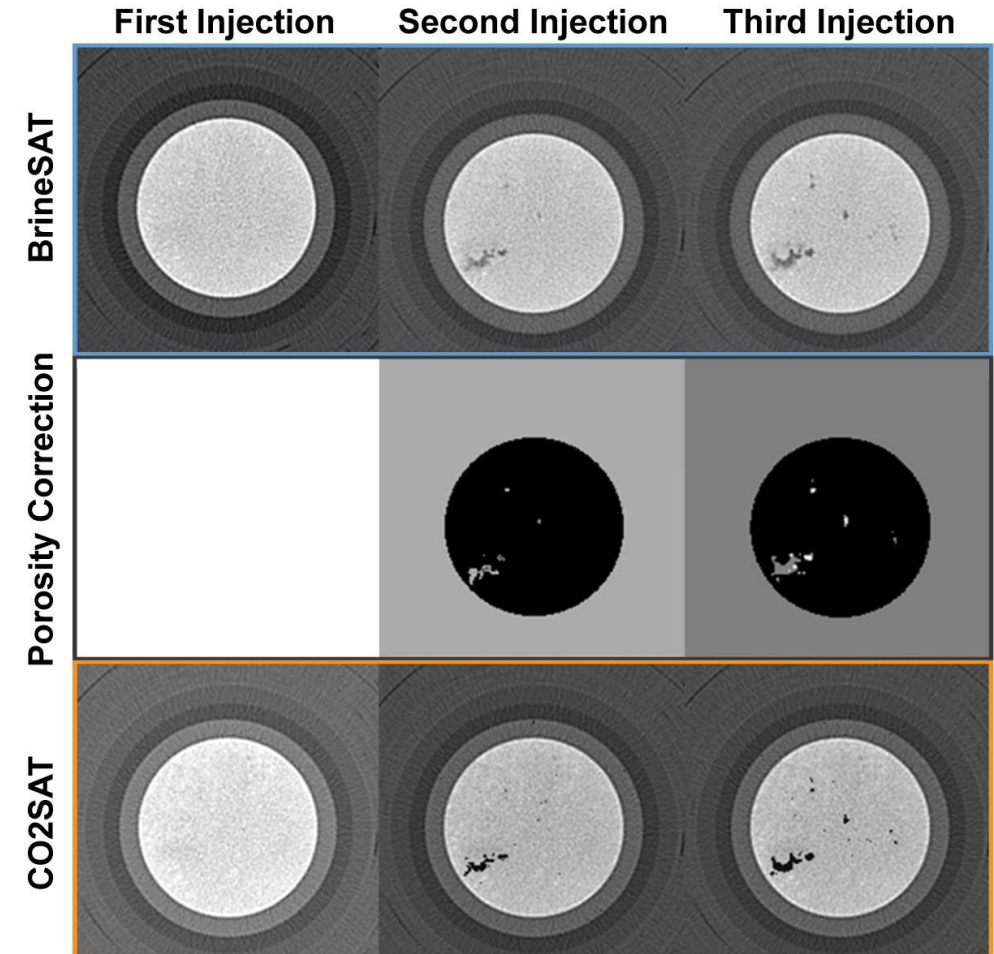 First Injection
Second Injection
Third Injection
BrineSAT
Porosity Correction
CO2SAT